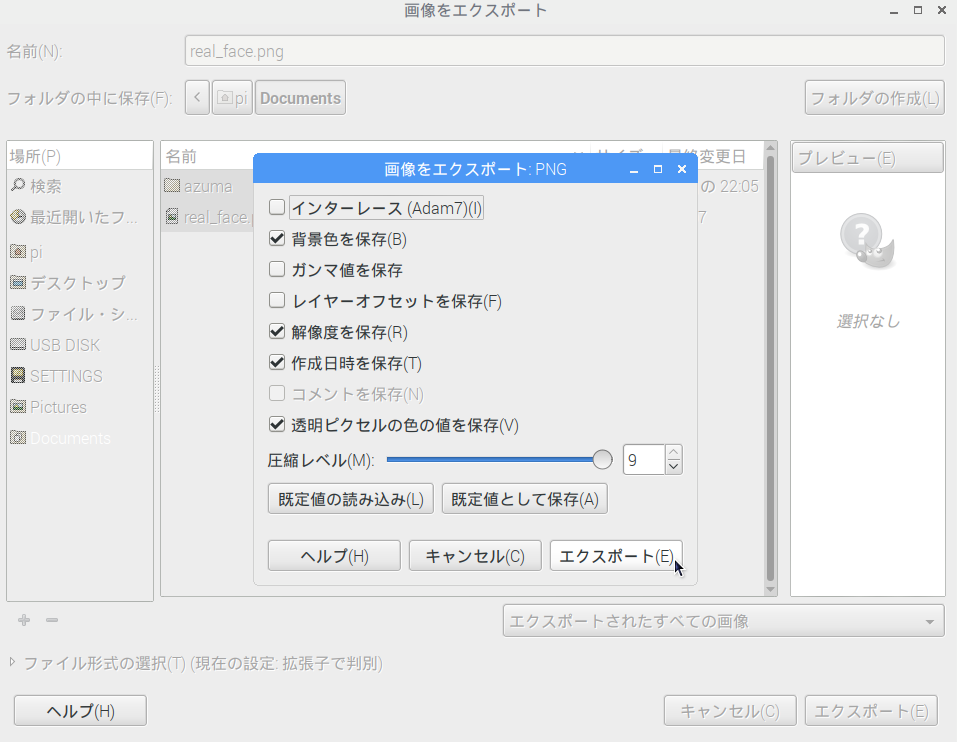 画像をエクスポート
名前(N):
real_face.png
フォルダの中に保存(F):
pi
Documents
フォルダの作成(L)
場所(P)
検索
最近開いたフ...
pi
デスクトップ
ファイル・シ...
USB DISK
SETTINGS
Pictures
Documents
名前
変更日
azuma
の 22:05
real_face.
7
プレビュー(E)
選択なし
画像をエクスポート: PNG
インターレース (Adam7)(I)
背景色を保存(B)
ガンマ値を保存
レイヤーオフセットを保存(F)
解像度を保存(R)
作成日時を保存(T)
コメントを保存(N)
透明ピクセルの色の値を保存(V)
圧縮レベル(M):
9
既定値の読み込み(L)
既定値として保存(A)
ヘルプ(H)
キャンセル(C)
エクスポート(E)
エクスポートされたすべての画像
ファイル形式の選択(T) (現在の設定: 拡張子で判別)
ヘルプ(H)
キャンセル(C)
エクスポート(E)